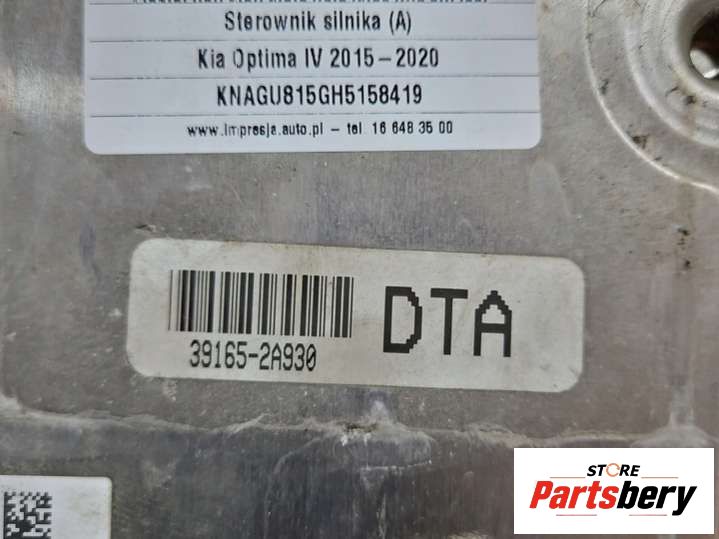 Sterownik silnika (A)
Kia Optima IV 2015-2020
KNAGU815GH5158419
www.impresja.auto.pl - tel. 16 648 35 00
39165-2A930
DTA
STORE
Partsbery